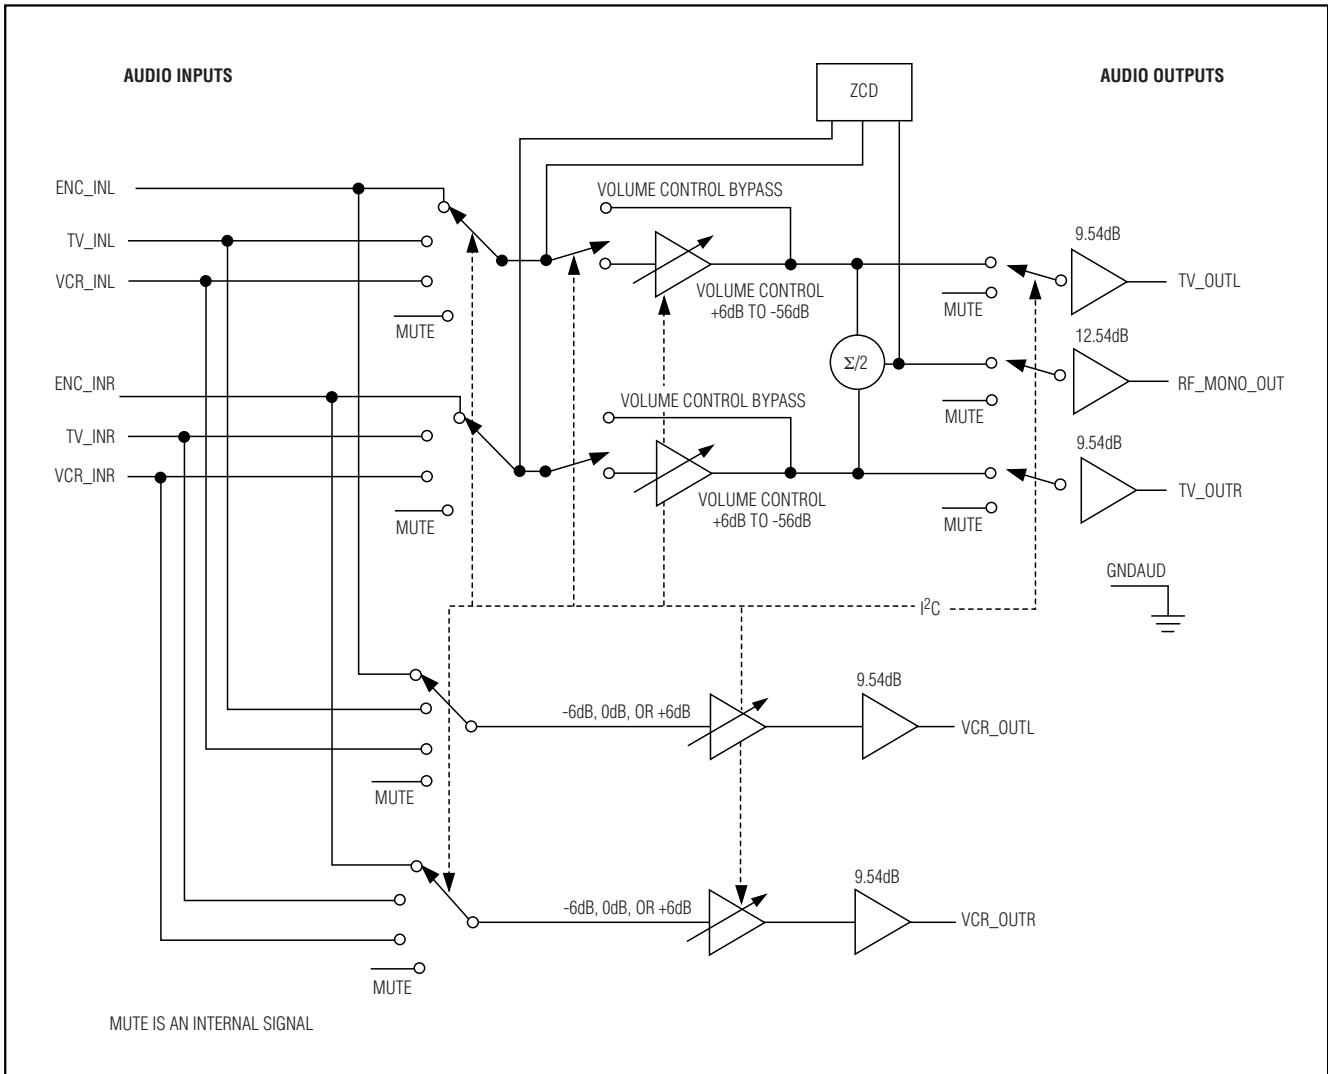 AUDIO INPUTS
AUDIO OUTPUTS
ZCD
ENC_INL
VOLUME CONTROL BYPASS
TV_INL
9.54dB
VCR_INL
VOLUME CONTROL
+6dB TO -56dB
TV_OUTL
MUTE
MUTE
12.54dB
Σ/2
ENC_INR
RF_MONO_OUT
VOLUME CONTROL BYPASS
MUTE
TV_INR
9.54dB
VCR_INR
VOLUME CONTROL
+6dB TO -56dB
TV_OUTR
MUTE
MUTE
GNDAUD
I²C
9.54dB
-6dB, 0dB, OR +6dB
VCR_OUTL
MUTE
9.54dB
-6dB, 0dB, OR +6dB
VCR_OUTR
MUTE
MUTE IS AN INTERNAL SIGNAL